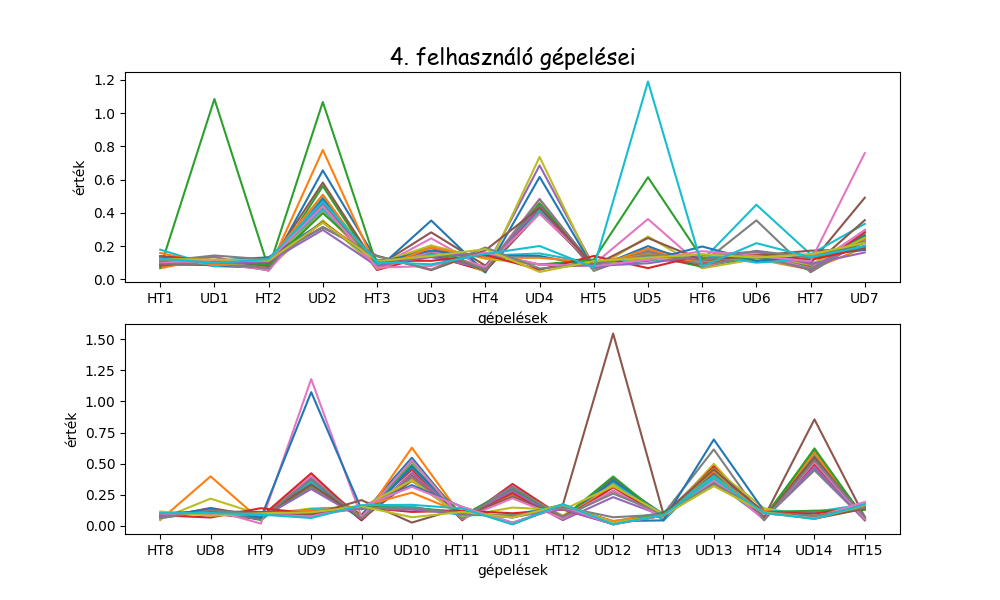 4. felhasználó gépelései
1.2
1.0
0.8
0.6
0.4
0.2
0.0
érték
HT1 UD1 HT2 UD2 HT3 UD3 HT4 UD4 HT5 UD5 HT6 UD6 HT7 UD7
gépelések
1.50
1.25
1.00
0.75
0.50
0.25
0.00
érték
HT8 UD8 HT9 UD9 HT10 UD10 HT11 UD11 HT12 UD12 HT13 UD13 HT14 UD14 HT15
gépelések